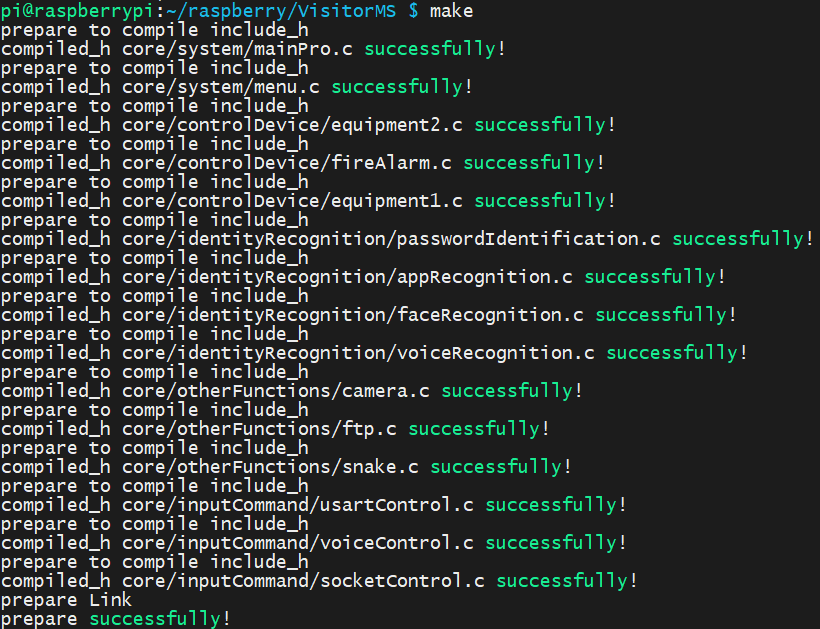 pi@raspberrypi:~/raspberry/VisitorMS $ make
prepare to compile include_h
compiled_h core/system/mainPro.c successfully!
prepare to compile include_h
compiled_h core/system/menu.c successfully!
prepare to compile include_h
compiled_h core/controlDevice/equipment2.c successfully!
prepare to compile include_h
compiled_h core/controlDevice/fireAlarm.c successfully!
prepare to compile include_h
compiled_h core/controlDevice/equipment1.c successfully!
prepare to compile include_h
compiled_h core/identityRecognition/passwordIdentification.c successfully!
prepare to compile include_h
compiled_h core/identityRecognition/appRecognition.c successfully!
prepare to compile include_h
compiled_h core/identityRecognition/faceRecognition.c successfully!
prepare to compile include_h
compiled_h core/identityRecognition/voiceRecognition.c successfully!
prepare to compile include_h
compiled_h core/otherFunctions/camera.c successfully!
prepare to compile include_h
compiled_h core/otherFunctions/ftp.c successfully!
prepare to compile include_h
compiled_h core/otherFunctions/snake.c successfully!
prepare to compile include_h
compiled_h core/inputCommand/usartControl.c successfully!
prepare to compile include_h
compiled_h core/inputCommand/voiceControl.c successfully!
prepare to compile include_h
compiled_h core/inputCommand/socketControl.c successfully!
prepare Link
prepare successfully!